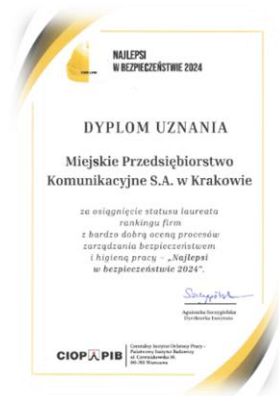 NAJLEPSI
W BEZPIECZEŃSTWIE 2024
DYPLOM UZNANIA
Miejskie Przedsiębiorstwo
Komunikacyjne S.A. w Krakowie
za osiągnięcie statusu laureata
rankingu firm
z bardzo dobrą oceną procesów
zarządzania bezpieczeństwem
i higieną pracy – „Najlepsi
w bezpieczeństwie 2024".
Agnieszka Szczygielska
Dyrektorka Instytutu
CIOP PIB
Centralny Instytut Ochrony Pracy –
Państwowy Instytut Badawczy
ul. Czerniakowska 16
00-701 Warszawa